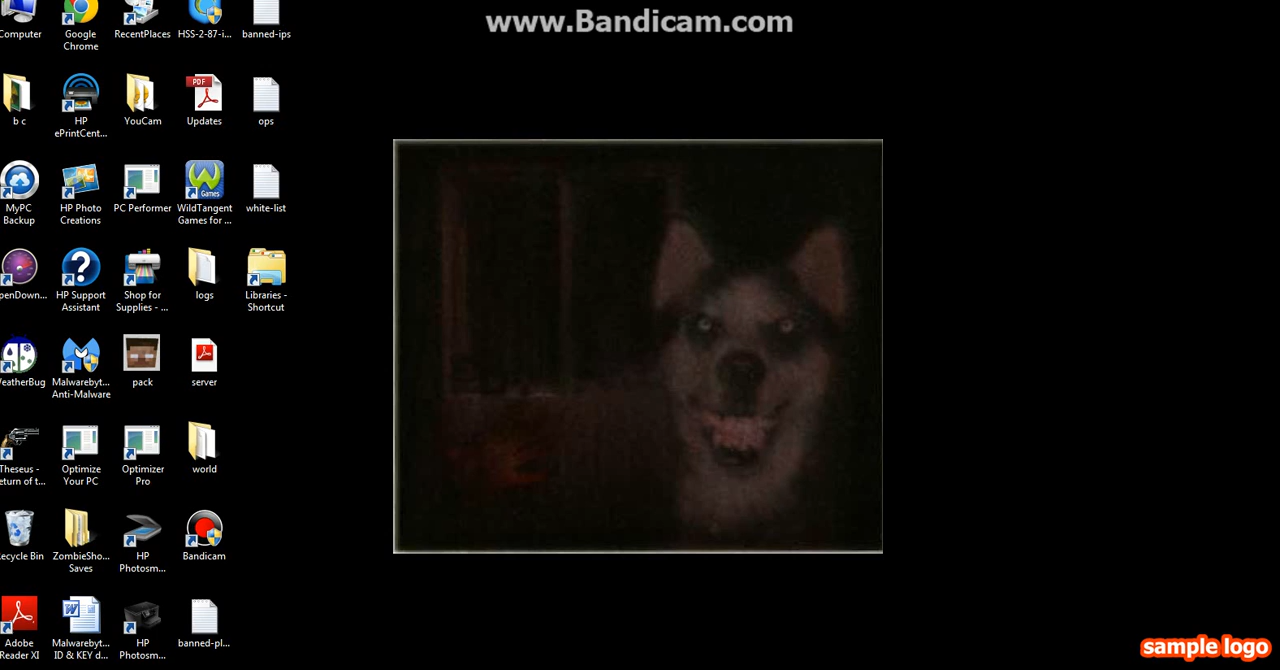 www.Bandicam.com
Computer
Google
Chrome
RecentPlaces
HSS-2-87-i...
banned-ips
b c
HP
ePrintCent...
YouCam
PDF
Updates
ops
MyPC
Backup
HP Photo
Creations
PC Performer
Games
WildTangent
Games for ...
white-list
penDown...
HP Support
Assistant
Shop for
Supplies - ...
logs
Libraries -
Shortcut
WeatherBug
Malwarebyt...
Anti-Malware
pack
server
Theseus -
eturn of t...
Optimize
Your PC
Optimizer
Pro
world
ecycle Bin
ZombieSho...
Saves
HP
Photosm...
Bandicam
Adobe
Reader XI
Malwarebyt...
ID & KEY d...
HP
Photosm...
banned-pl...
sample logo